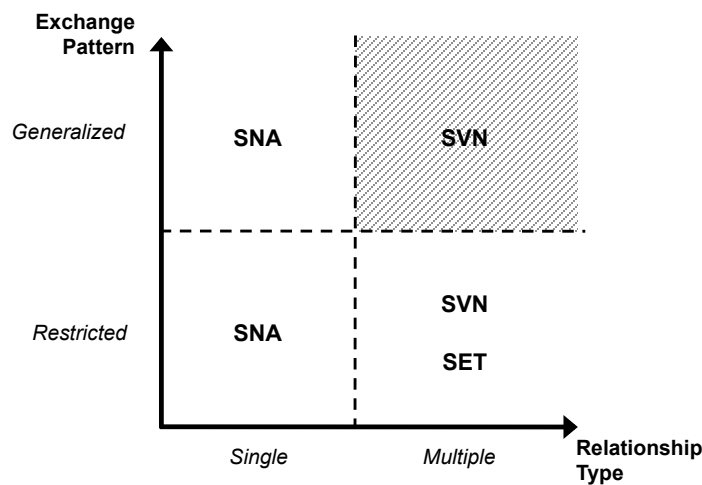 Exchange
Pattern
Generalized
SNA
SVN
Restricted
SNA
SVN
SET
Single
Multiple
Relationship
Type